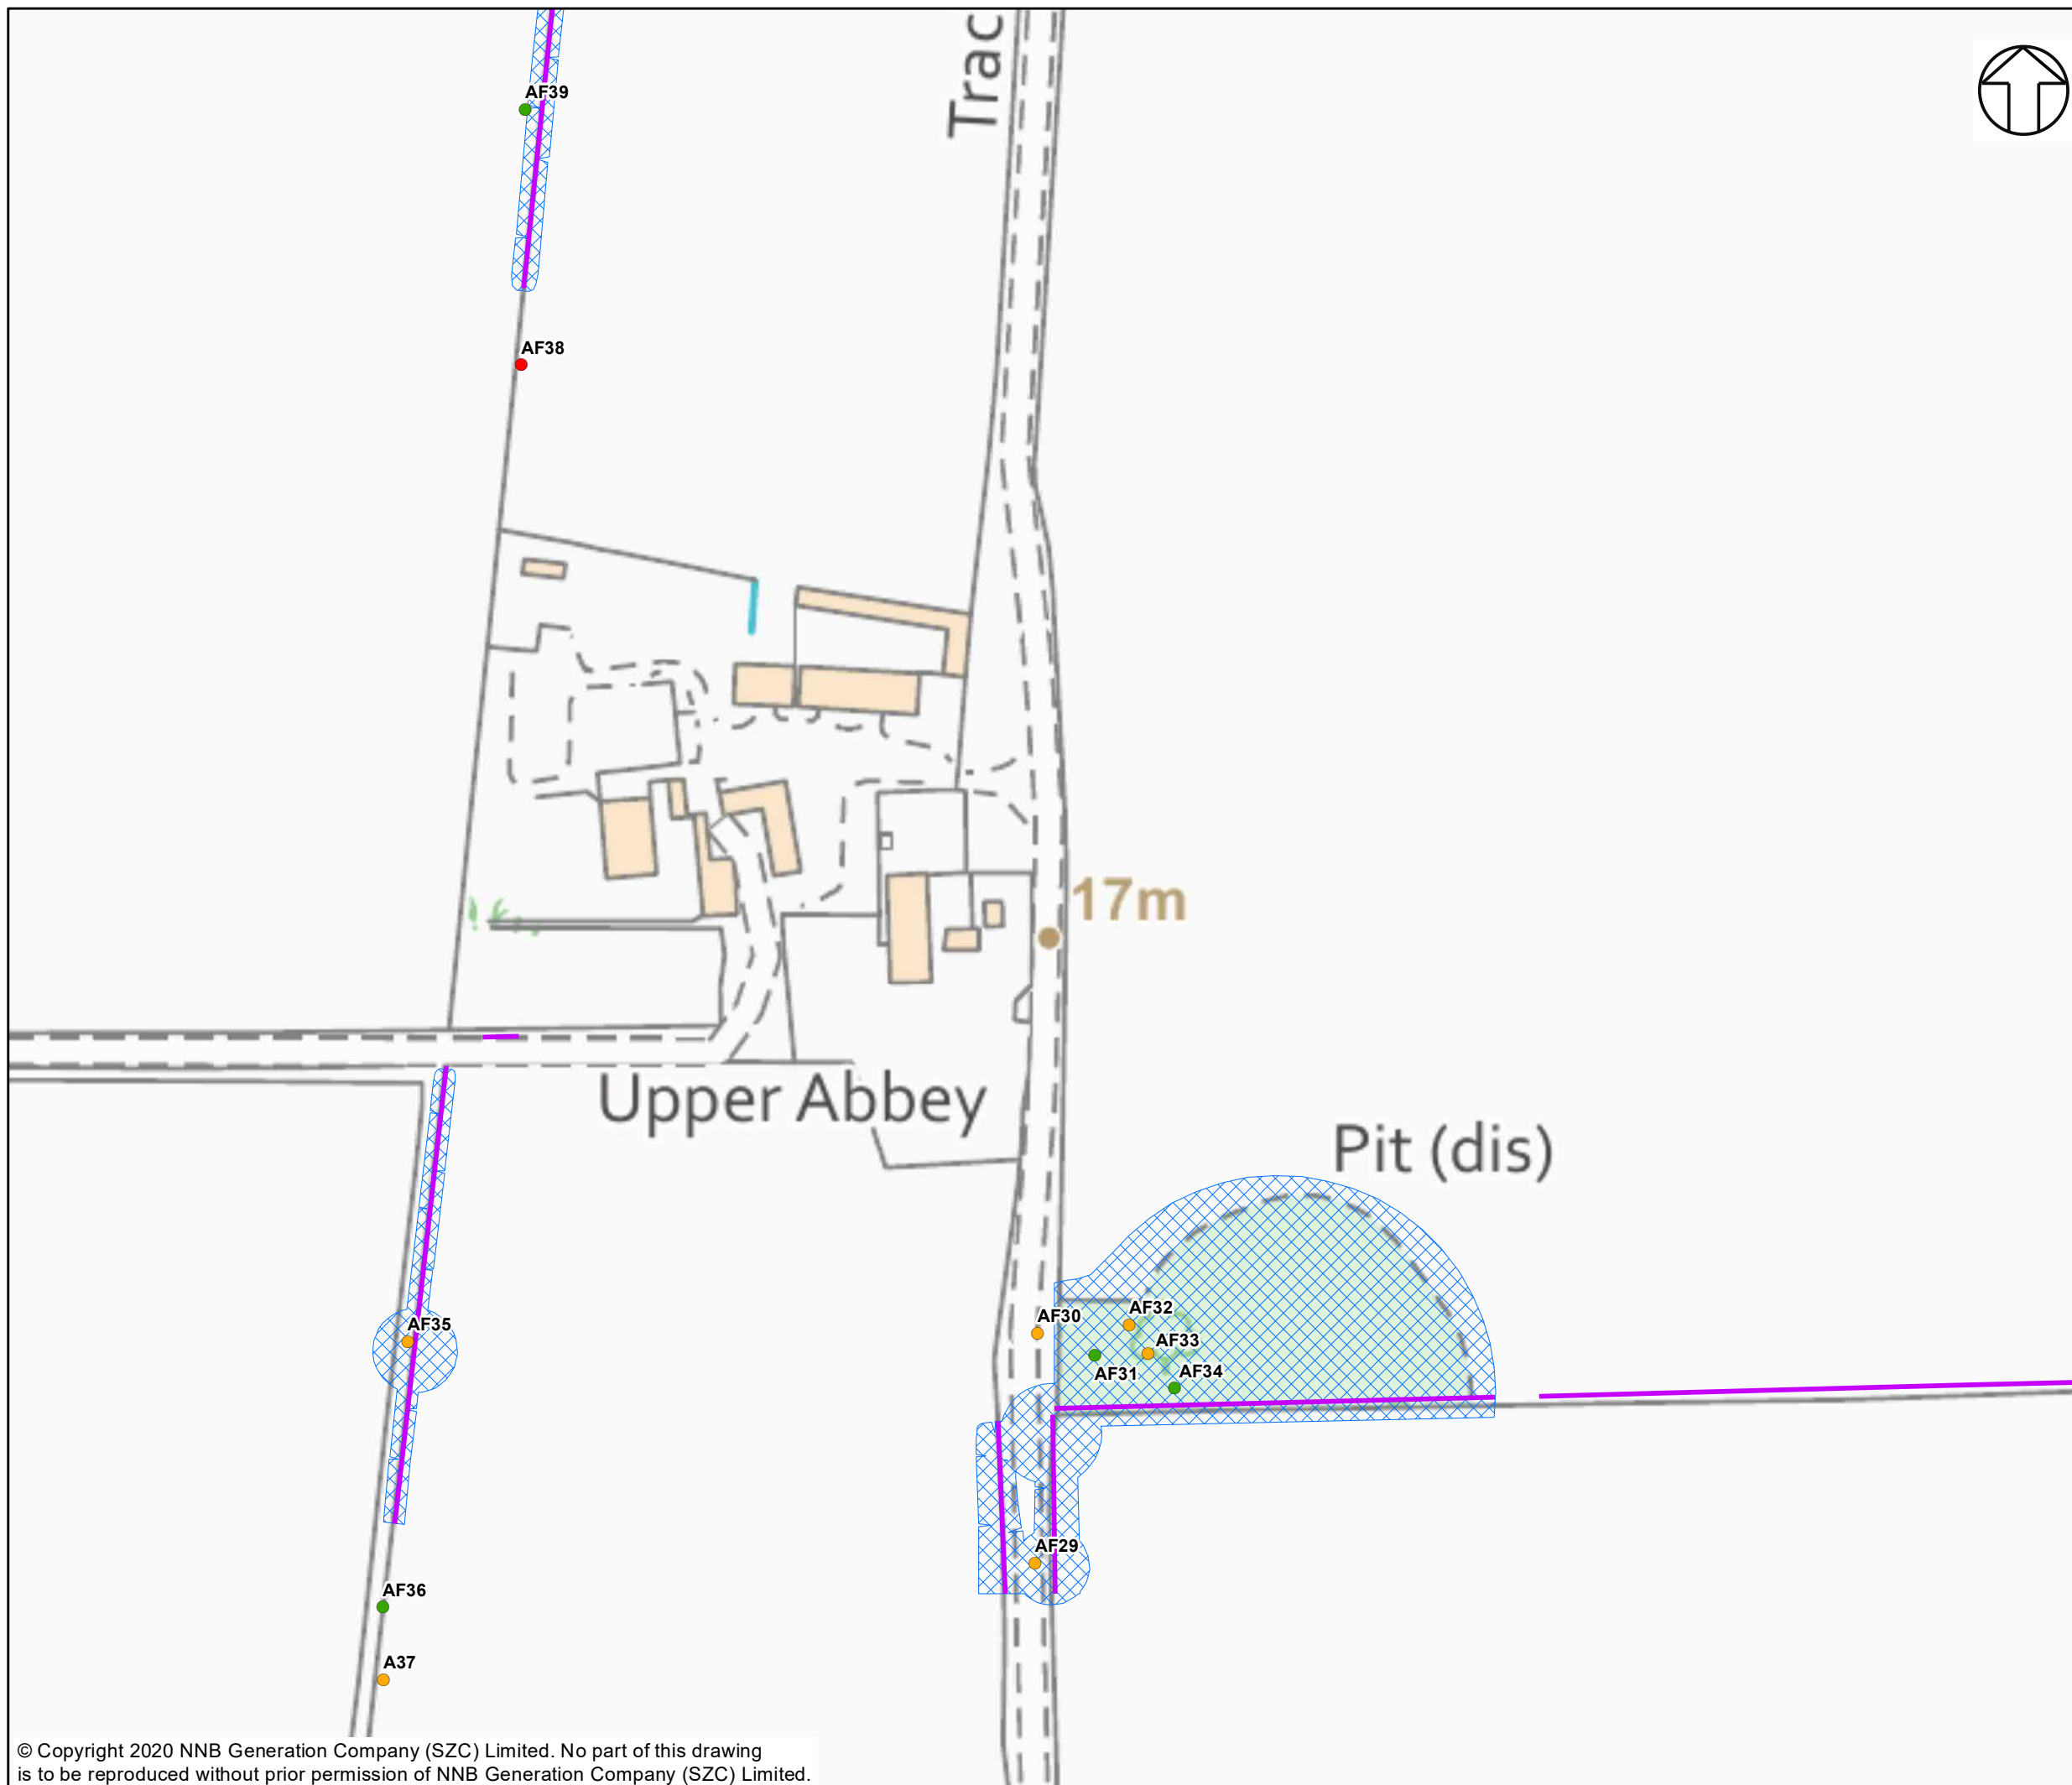 Trac
AF39
AF38
17m
Upper Abbey
Pit (dis)
AF32
AF30
AF35
AF33
AF31
AF34
AF29
AF36
A37
© Copyright 2020 NNB Generation Company (SZC) Limited. No part of this drawing
is to be reproduced without prior permission of NNB Generation Company (SZC) Limited.